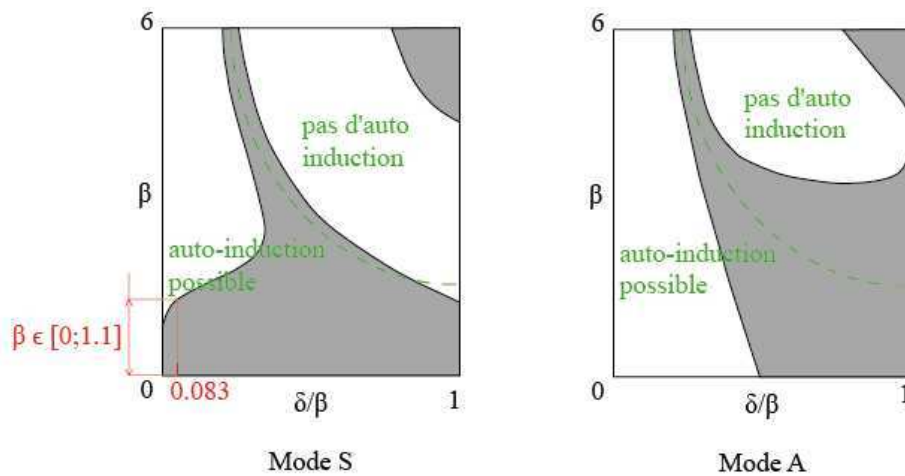 6
β
0
pas d'auto
induction
auto-induction
possible
β ϵ [0;1.1]
0.083
δ/β
1
Mode S
6
β
0
pas d'auto
induction
auto-induction
possible
δ/β
1
Mode A